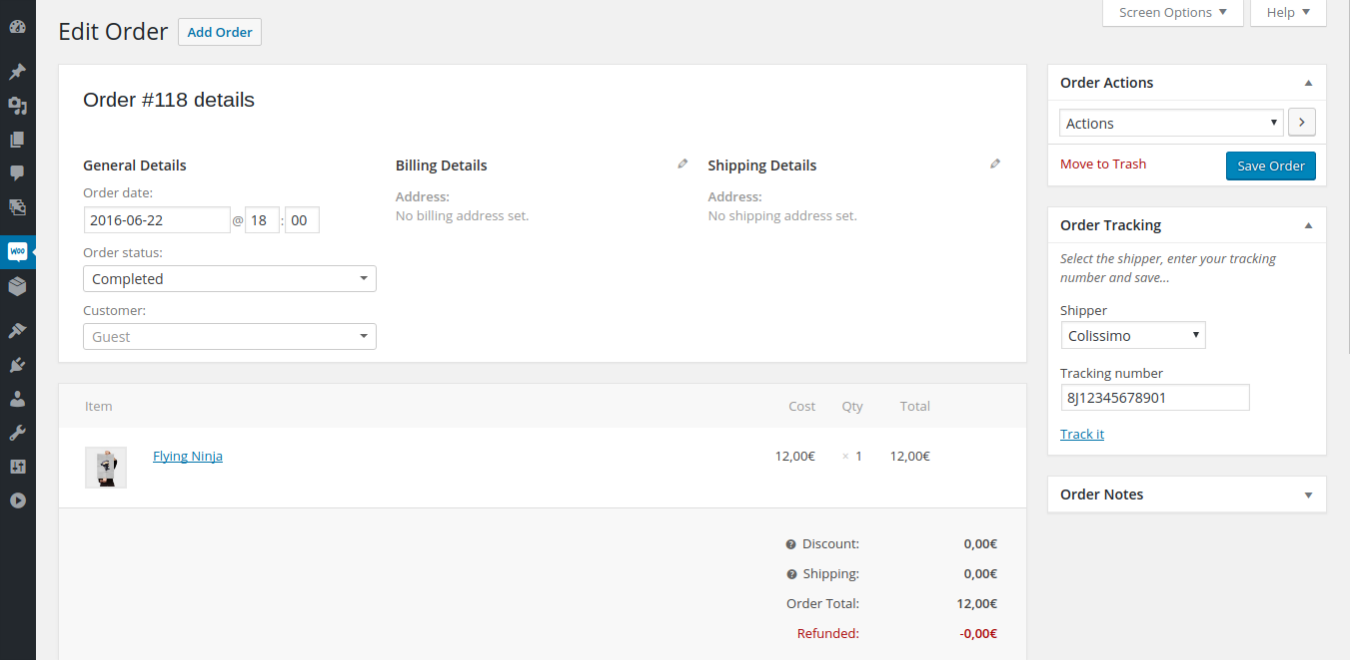 Screen Options ▼
Help ▼
Edit Order
Add Order
Order #118 details
General Details
Order date:
2016-06-22 @ 18 : 00
Order status:
Completed
Customer:
Guest
Billing Details
Address:
No billing address set.
Shipping Details
Address:
No shipping address set.
Item Cost Qty Total
Flying Ninja 12,00€ × 1 12,00€
Discount: 0,00€
Shipping: 0,00€
Order Total: 12,00€
Refunded: -0,00€
Woo
Order Actions
Actions
Move to Trash
Save Order
Order Tracking
Select the shipper, enter your tracking
number and save...
Shipper
Colissimo
Tracking number
8J12345678901
Track it
Order Notes